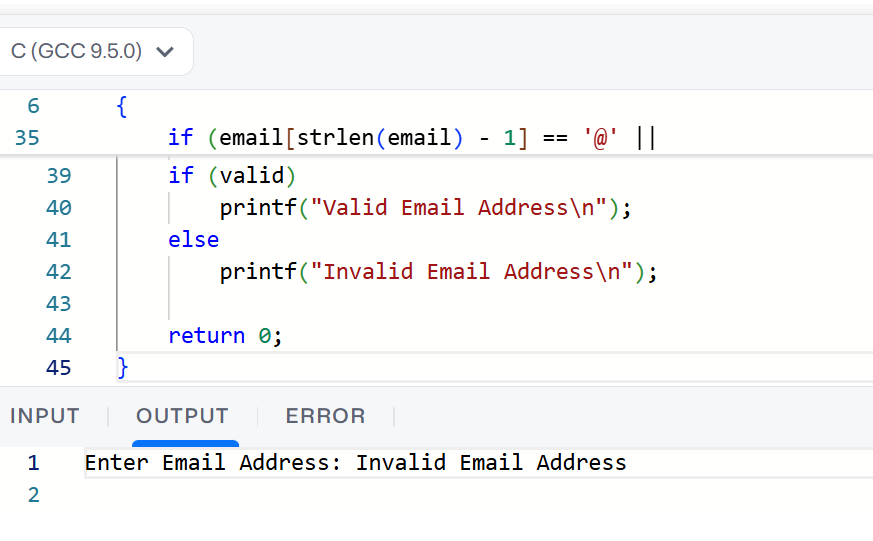 C (GCC 9.5.0)
6 {
35 if (email[strlen(email) - 1] == '@' ||
39 if (valid)
40 printf("Valid Email Address\n");
41 else
42 printf("Invalid Email Address\n");
43
44 return 0;
45 }
INPUT OUTPUT ERROR
1 Enter Email Address: Invalid Email Address
2